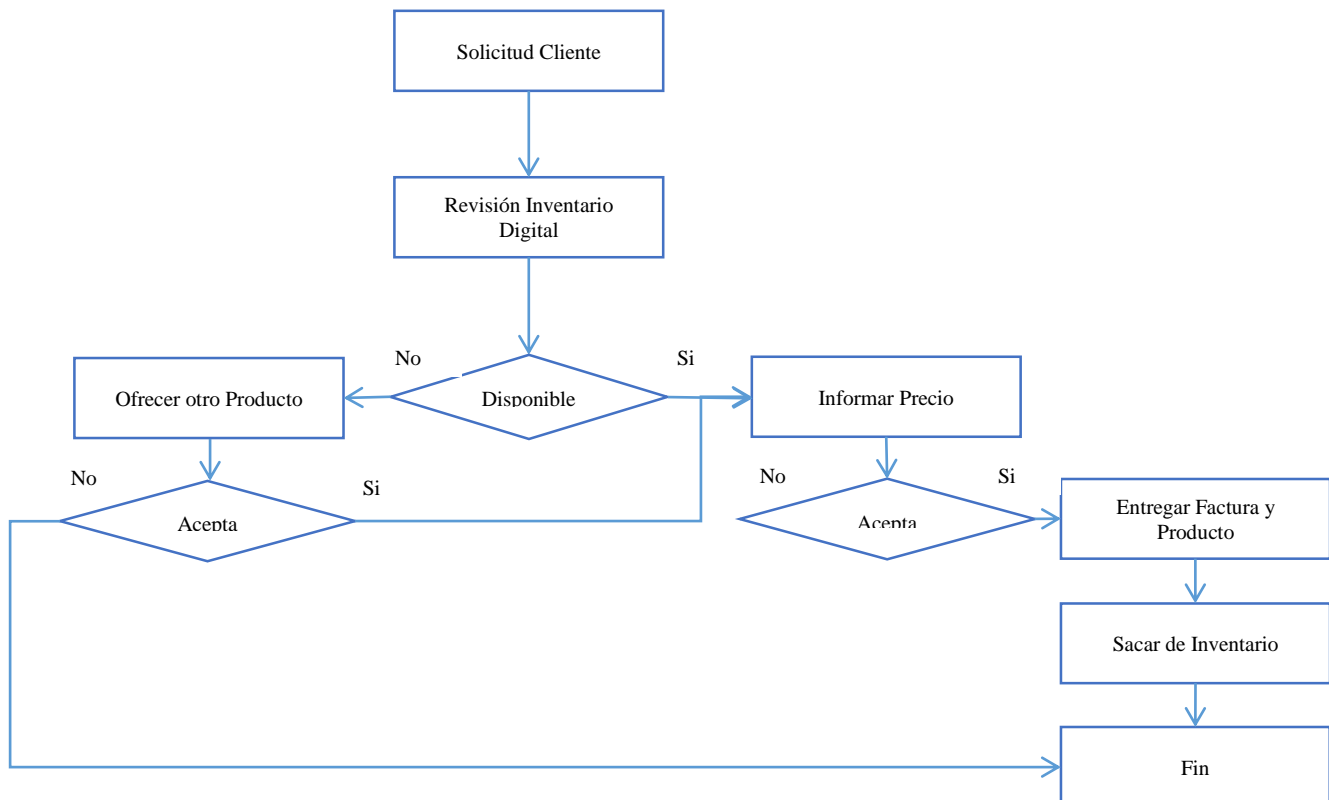 Solicitud Cliente
Revisión Inventario
Digital
No
Si
Ofrecer otro Producto
Disponible
Informar Precio
No
Si
No
Si
Acepta
Acepta
Entregar Factura y
Producto
Sacar de Inventario
Fin